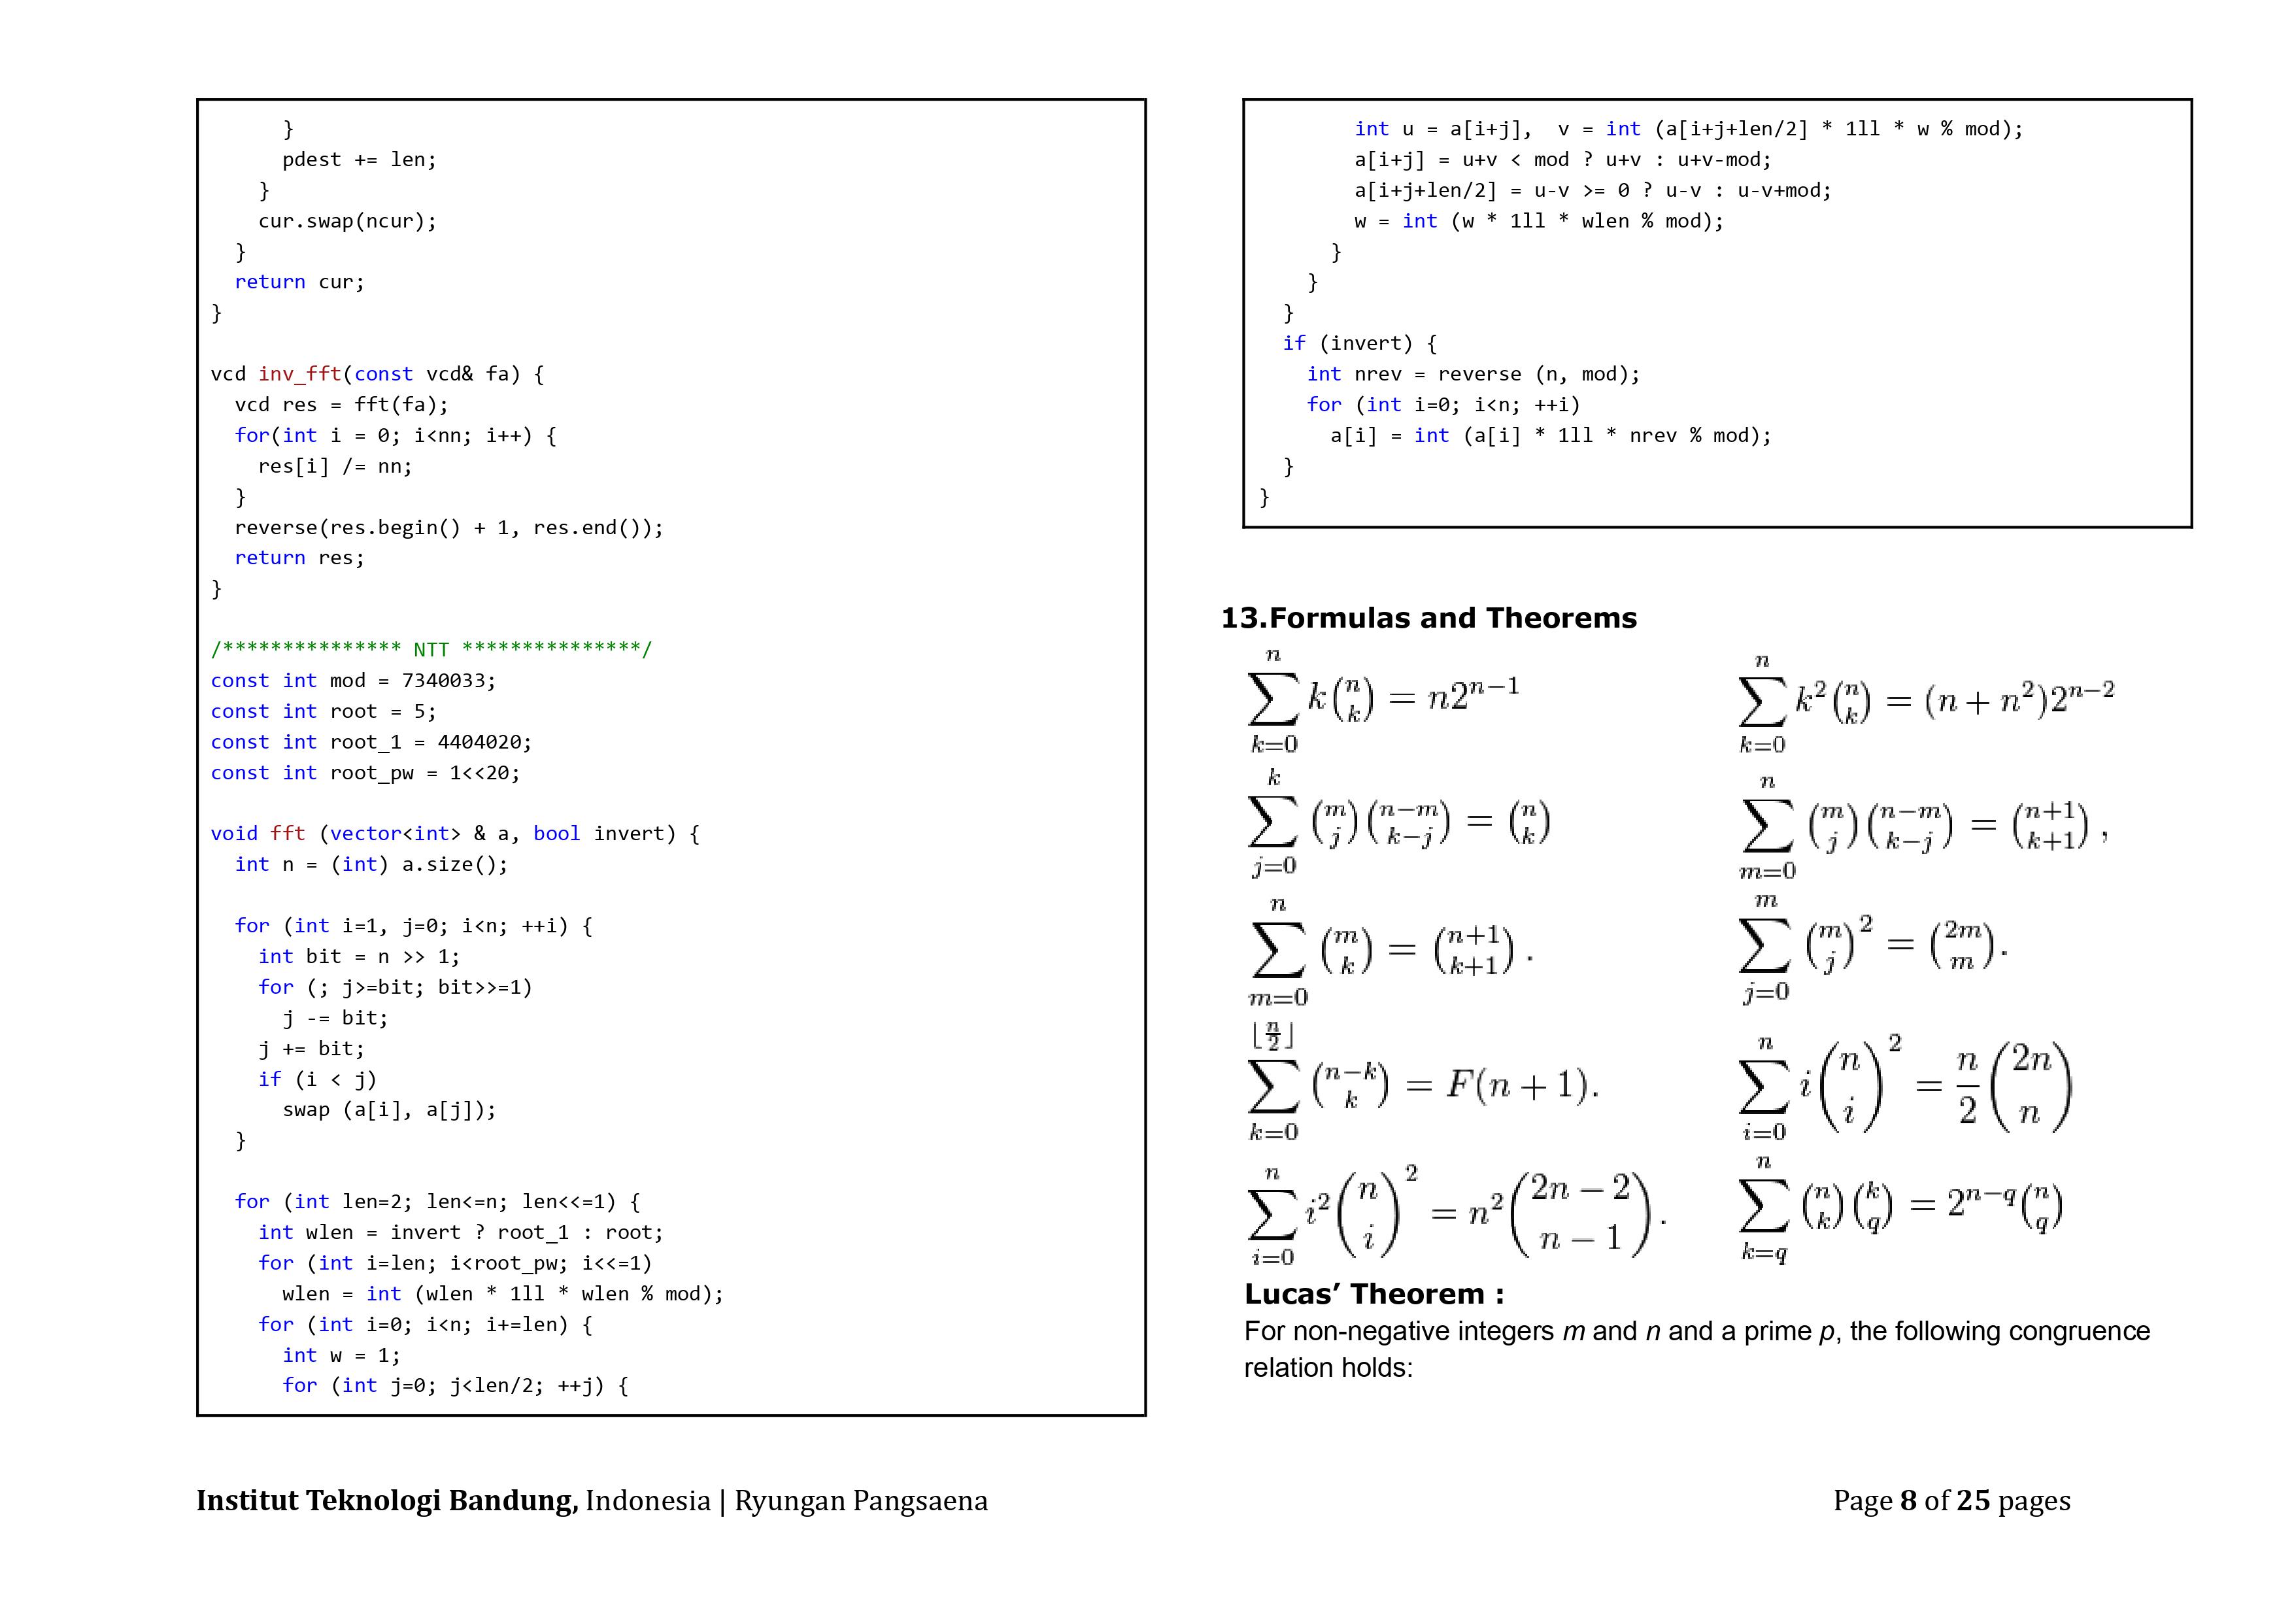 }
      pdest += len;
    }
    cur.swap(ncur);
  }
  return cur;
}

vcd inv_fft(const vcd& fa) {
  vcd res = fft(fa);
  for(int i = 0; i<nn; i++) {
    res[i] /= nn;
  }
  reverse(res.begin() + 1, res.end());
  return res;
}

/*************** NTT ***************/
const int mod = 7340033;
const int root = 5;
const int root_1 = 4404020;
const int root_pw = 1<<20;

void fft (vector<int> & a, bool invert) {
  int n = (int) a.size();

  for (int i=1, j=0; i<n; ++i) {
    int bit = n >> 1;
    for (; j>=bit; bit>>=1)
      j -= bit;
    j += bit;
    if (i < j)
      swap (a[i], a[j]);
  }

  for (int len=2; len<=n; len<<=1) {
    int wlen = invert ? root_1 : root;
    for (int i=len; i<root_pw; i<<=1)
      wlen = int (wlen * 1ll * wlen % mod);
    for (int i=0; i<n; i+=len) {
      int w = 1;
      for (int j=0; j<len/2; ++j) {
        int u = a[i+j],  v = int (a[i+j+len/2] * 1ll * w % mod);
        a[i+j] = u+v < mod ? u+v : u+v-mod;
        a[i+j+len/2] = u-v >= 0 ? u-v : u-v+mod;
        w = int (w * 1ll * wlen % mod);
      }
    }
  }
  if (invert) {
    int nrev = reverse (n, mod);
    for (int i=0; i<n; ++i)
      a[i] = int (a[i] * 1ll * nrev % mod);
  }
}

13.Formulas and Theorems
\sum_{k=0}^{n} k\binom{n}{k} = n2^{n-1}
\sum_{k=0}^{n} k^2\binom{n}{k} = (n + n^2)2^{n-2}
\sum_{j=0}^{k} \binom{m}{j}\binom{n-m}{k-j} = \binom{n}{k}
\sum_{m=0}^{n} \binom{m}{j}\binom{n-m}{k-j} = \binom{n+1}{k+1} ,
\sum_{m=0}^{n} \binom{m}{k} = \binom{n+1}{k+1} .
\sum_{j=0}^{m} \binom{m}{j}^2 = \binom{2m}{m}.
\sum_{k=0}^{\lfloor \frac{n}{2} \rfloor} \binom{n-k}{k} = F(n + 1).
\sum_{i=0}^{n} i\binom{n}{i}^2 = \frac{n}{2}\binom{2n}{n}
\sum_{i=0}^{n} i^2\binom{n}{i}^2 = n^2\binom{2n-2}{n-1}.
\sum_{k=q}^{n} \binom{n}{k}\binom{k}{q} = 2^{n-q}\binom{n}{q}
Lucas’ Theorem :
For non-negative integers m and n and a prime p, the following congruence
relation holds:
Institut Teknologi Bandung, Indonesia | Ryungan Pangsaena
Page 8 of 25 pages